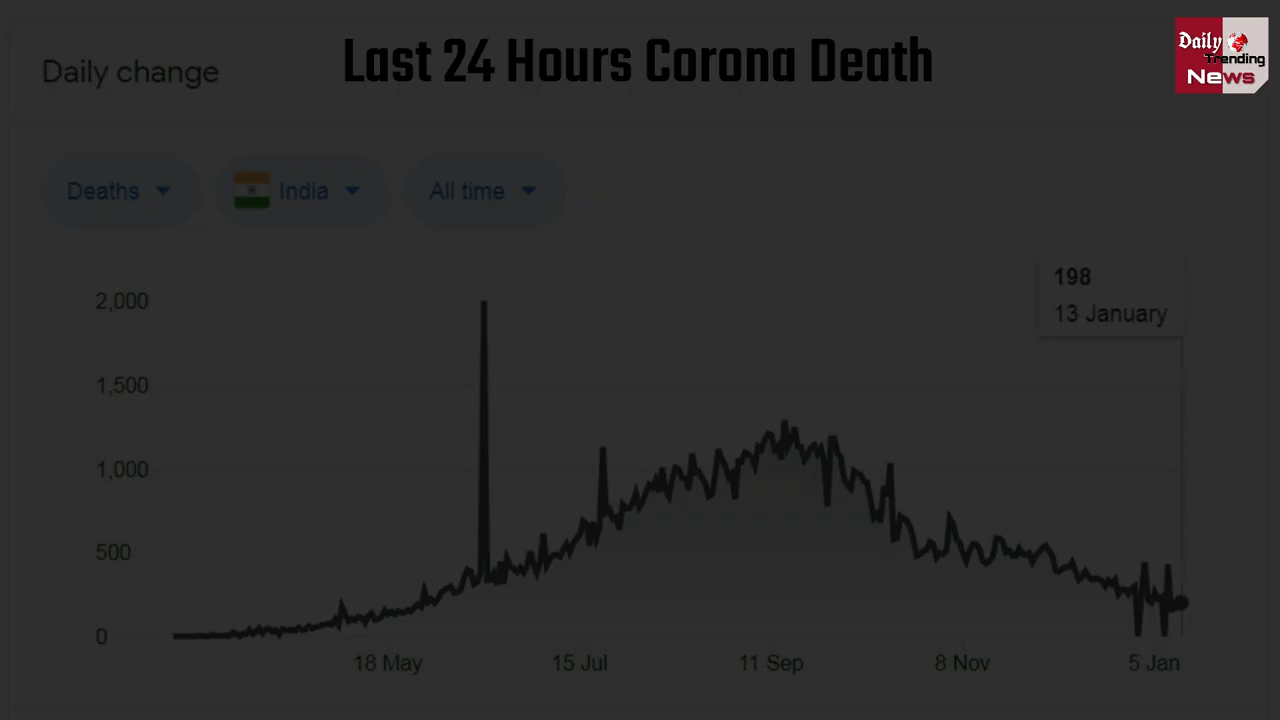 Last 24 Hours Corona Death
Daily
Trending
News
Daily change
Deaths
India
All time
198
13 January
2,000
1,500
1,000
500
0
18 May
15 Jul
11 Sep
8 Nov
5 Jan